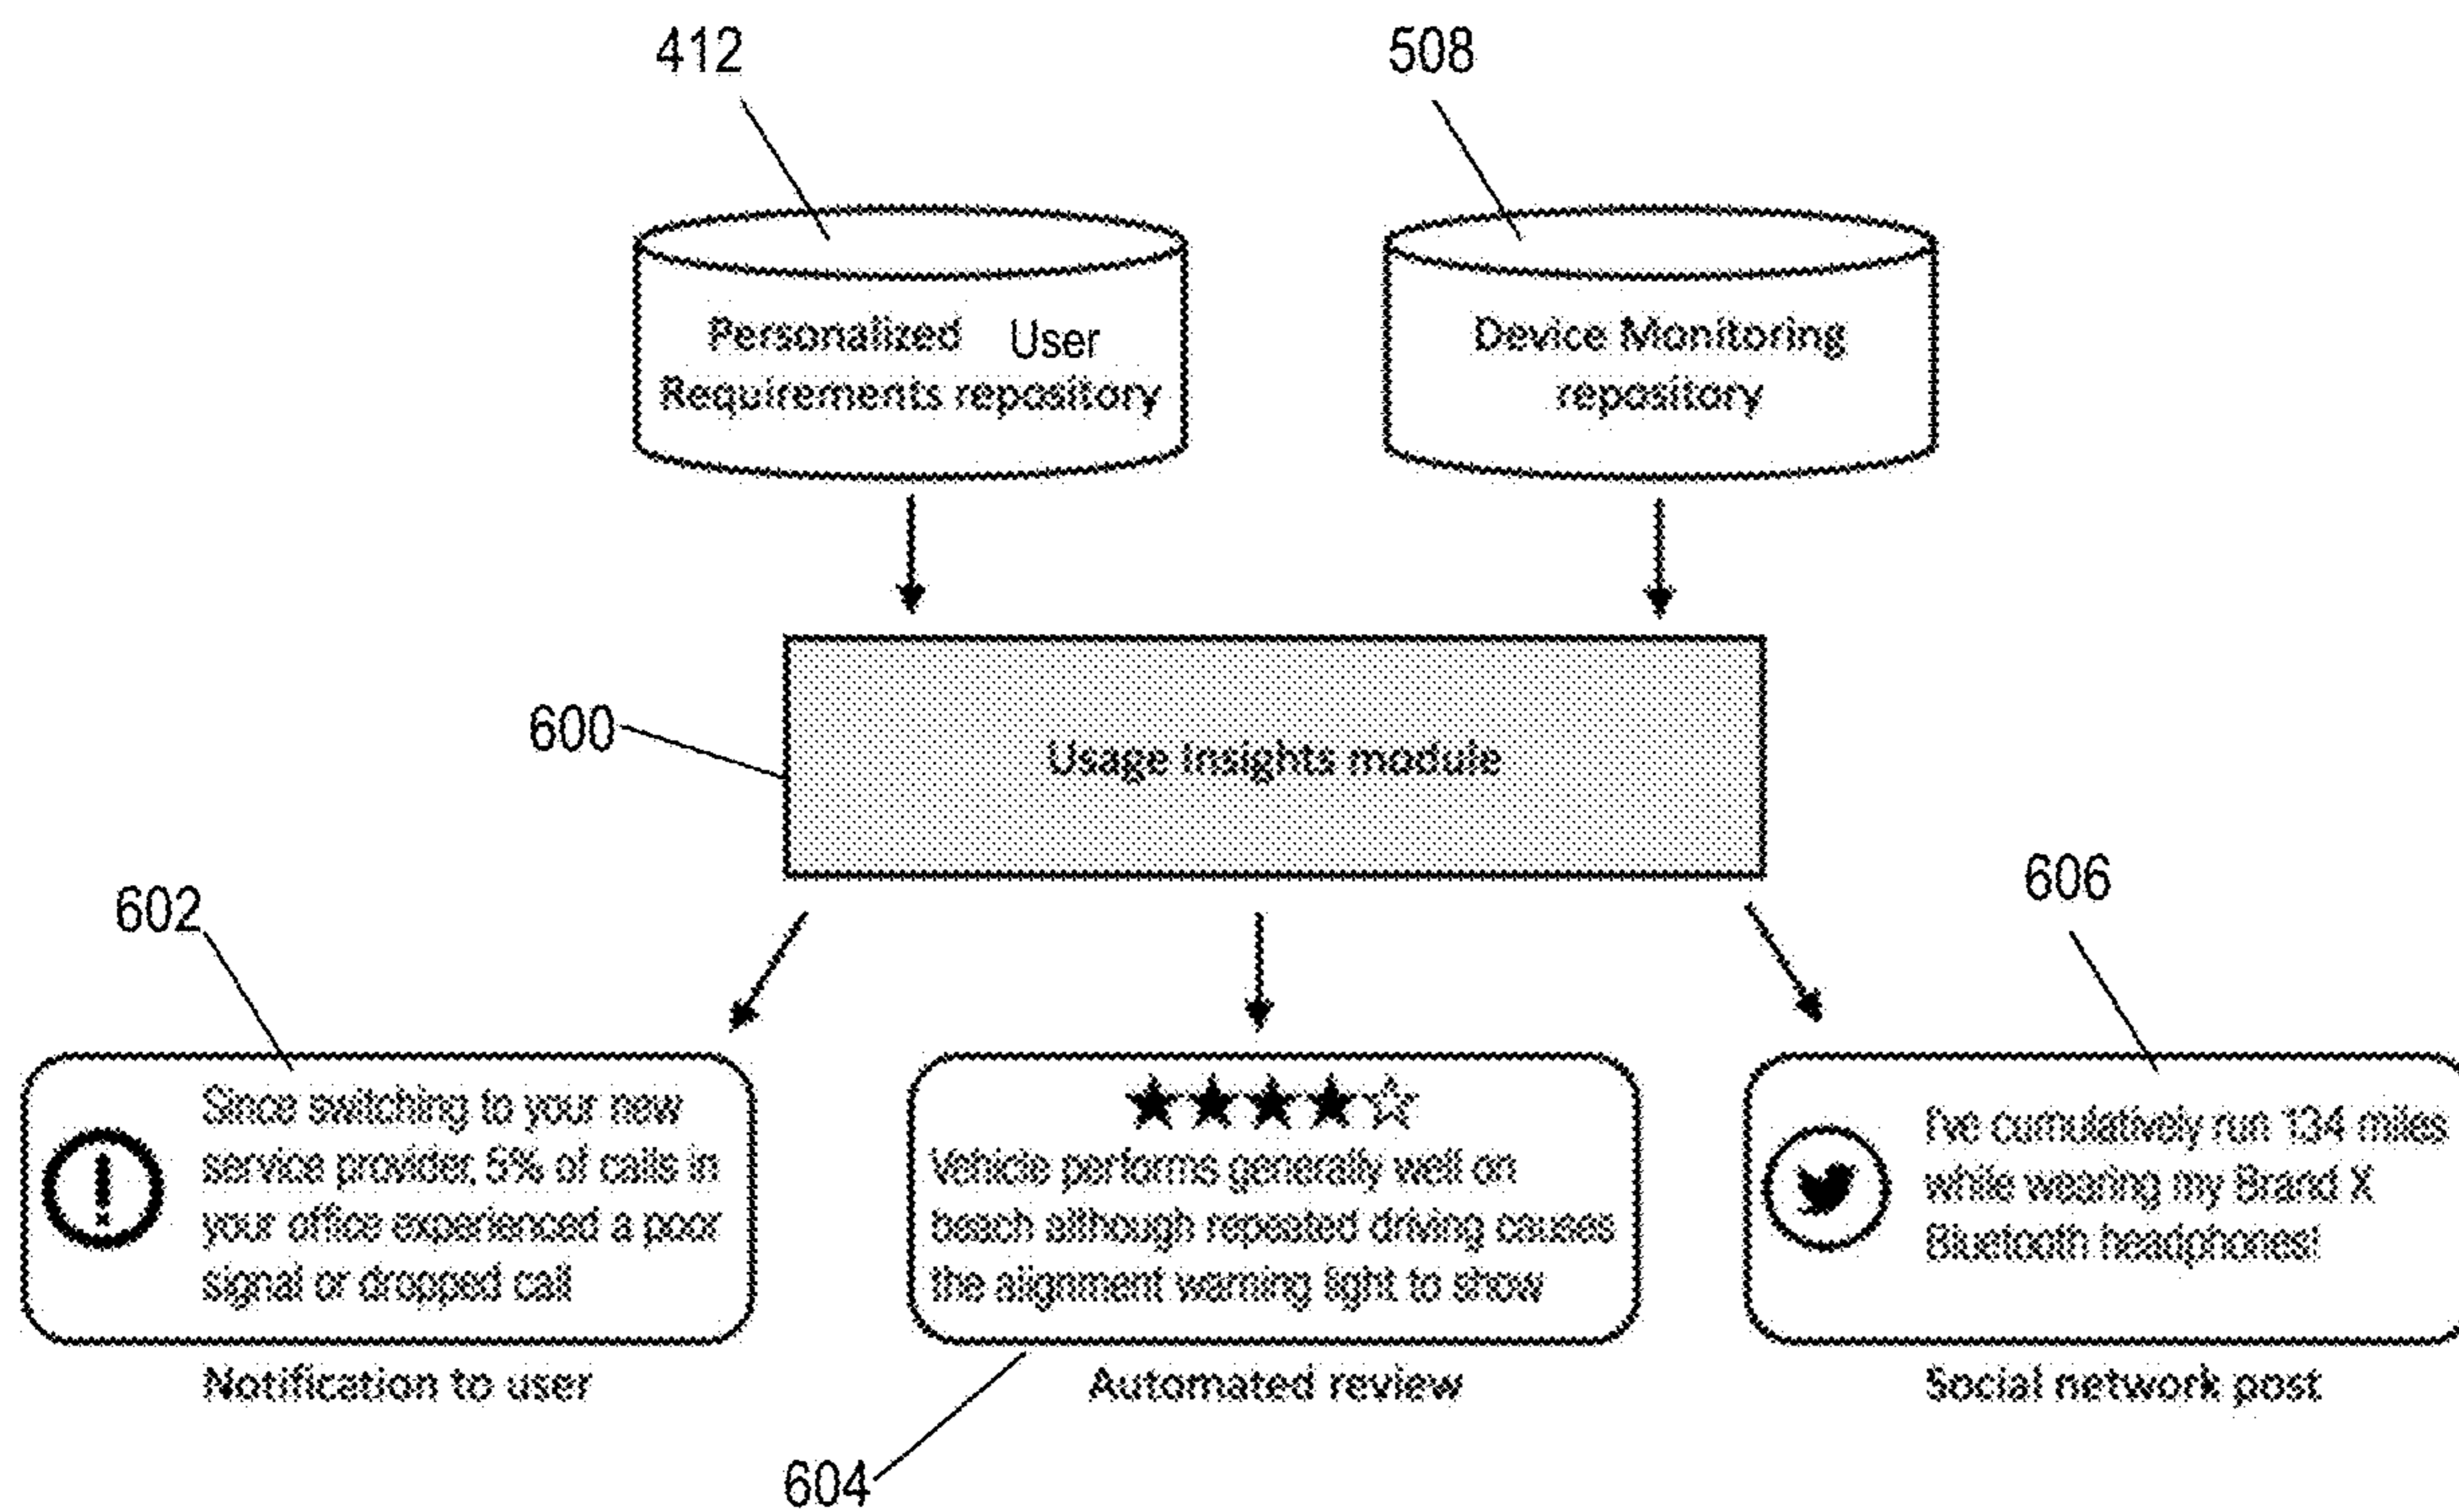 412
508
Personalized User
Requirements repository
Device Monitoring
repository
600
Usage Insights module
602
606
Since switching to your new
service provider, 5% of calls in
your office experienced a poor
signal or dropped call
Notification to user
Vehicle performs generally well on
beach although repeated driving causes
the alignment warning light to show
Automated review
604
I've cumulatively run 134 miles
while wearing my Brand X
Bluetooth headphones!
Social network post